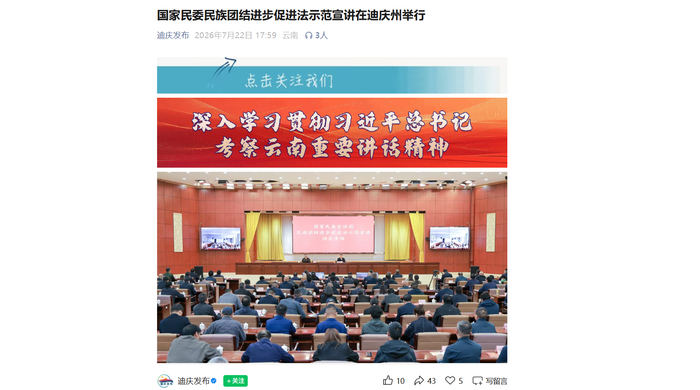 国家民委民族团结进步促进法示范宣讲在迪庆州举行
迪庆发布 2026年7月22日 17:59 云南 3人
点击关注我们
深入学习贯彻习近平总书记
考察云南重要讲话精神
迪庆发布 +关注 10 43 5 写留言